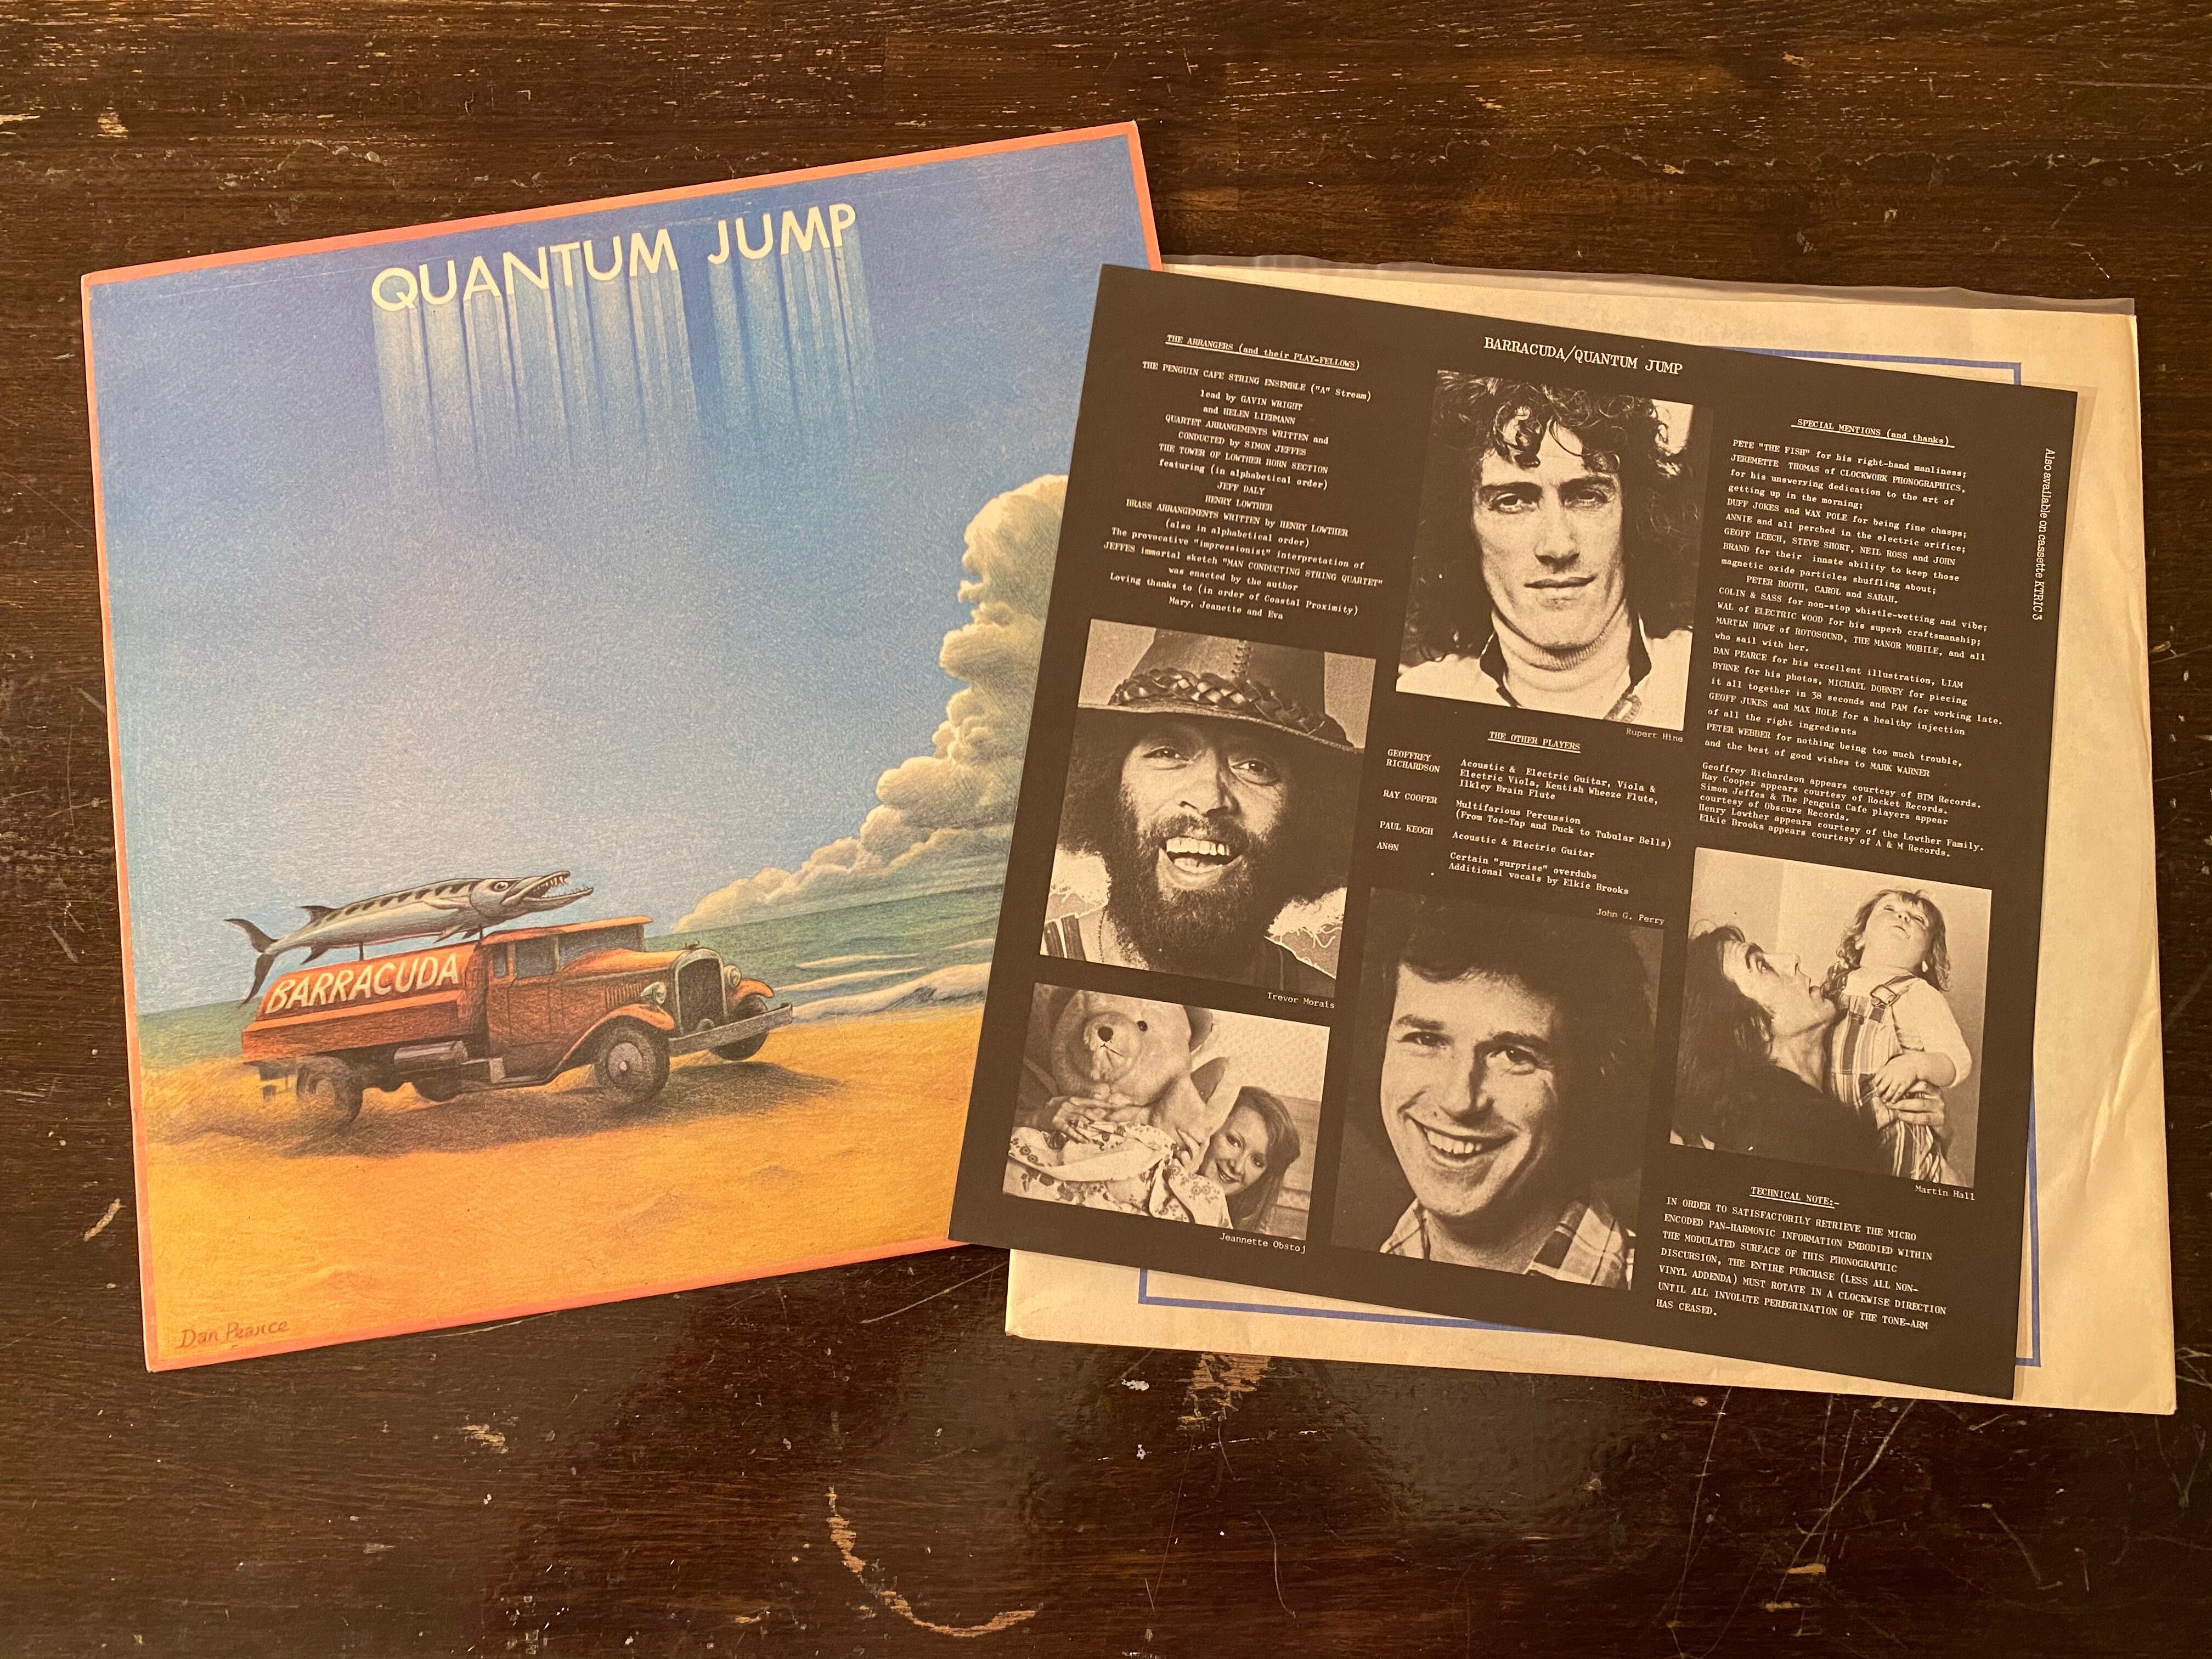 QUANTUM JUMP
BARRACUDA
Dan Pearce
BARRACUDA/QUANTUM JUMP
THE ARRANGERS (and their PLAY-FELLOWS)
THE PENGUIN CAFE STRING ENSEMBLE ("A" Stream)
lead by GAVIN WRIGHT
and HELEN LIEBMANN
QUARTET ARRANGEMENTS WRITTEN and
CONDUCTED by SIMON JEFFES
THE TOWER OF LOWTHER HORN SECTION
featuring (in alphabetical order)
JEFF DALY
HENRY LOWTHER
BRASS ARRANGEMENTS WRITTEN by HENRY LOWTHER
(also in alphabetical order)
The provocative "impressionist" interpretation of
JEFFES immortal sketch "MAN CONDUCTING STRING QUARTET"
was enacted by the author
Loving thanks to (in order of Coastal Proximity)
Mary, Jeanette and Eva
Trevor Morais
Jeannette Obstoj
Rupert Hine
THE OTHER PLAYERS
GEOFFREY RICHARDSON Acoustic & Electric Guitar, Viola &
Electric Viola, Kentish Wheeze Flute,
Ilkley Brain Flute
RAY COOPER Multifarious Percussion
(From Toe-Tap and Duck to Tubular Bells)
PAUL KEOGH Acoustic & Electric Guitar
ANON Certain "surprise" overdubs
Additional vocals by Elkie Brooks
John G. Perry
SPECIAL MENTIONS (and thanks)
PETE "THE FISH" for his right-hand manliness;
JEREMETTE THOMAS of CLOCKWORK PHONOGRAPHICS,
for his unswerving dedication to the art of
getting up in the morning;
DUFF JOKES and WAX POLE for being fine chasps;
ANNIE and all perched in the electric orifice;
GEOFF LEECH, STEVE SHORT, NEIL ROSS and JOHN
BRAND for their innate ability to keep those
magnetic oxide particles shuffling about;
PETER BOOTH, CAROL and SARAH.
COLIN & SASS for non-stop whistle-wetting and vibe;
WAL of ELECTRIC WOOD for his superb craftsmanship;
MARTIN HOWE of ROTOSOUND, THE MANOR MOBILE, and all
who sail with her.
DAN PEARCE for his excellent illustration, LIAM
BYRNE for his photos, MICHAEL DOBNEY for piecing
it all together in 38 seconds and PAM for working late.
GEOFF JUKES and MAX HOLE for a healthy injection
of all the right ingredients
PETER WEBBER for nothing being too much trouble,
and the best of good wishes to MARK WARNER
Geoffrey Richardson appears courtesy of BTM Records.
Ray Cooper appears courtesy of Rocket Records.
Simon Jeffes & The Penguin Cafe players appear
courtesy of Obscure Records.
Henry Lowther appears courtesy of the Lowther Family.
Elkie Brooks appears courtesy of A & M Records.
Martin Hall
TECHNICAL NOTE:-
IN ORDER TO SATISFACTORILY RETRIEVE THE MICRO
ENCODED PAN-HARMONIC INFORMATION EMBODIED WITHIN
THE MODULATED SURFACE OF THIS PHONOGRAPHIC
DISCURSION, THE ENTIRE PURCHASE (LESS ALL NON-
VINYL ADDENDA) MUST ROTATE IN A CLOCKWISE DIRECTION
UNTIL ALL INVOLUTE PEREGRINATION OF THE TONE-ARM
HAS CEASED.
Also available on cassette KTRIC 3